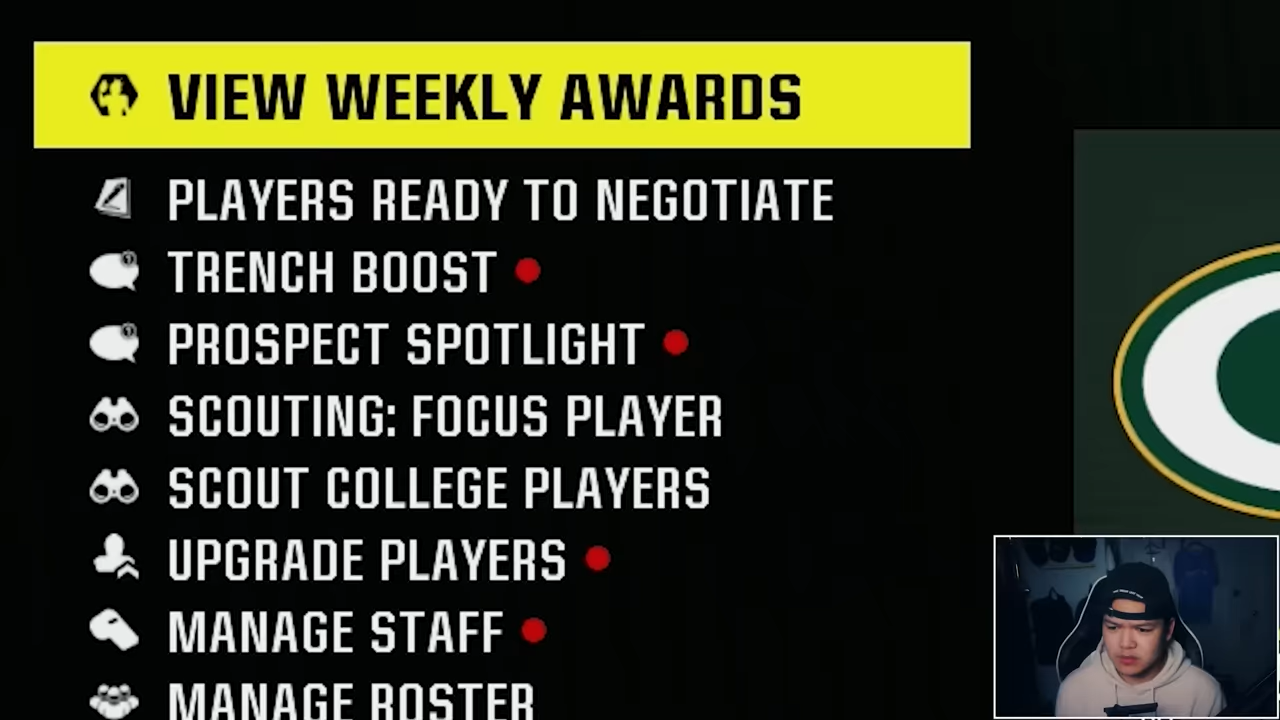 VIEW WEEKLY AWARDS
PLAYERS READY TO NEGOTIATE
TRENCH BOOST
PROSPECT SPOTLIGHT
SCOUTING: FOCUS PLAYER
SCOUT COLLEGE PLAYERS
UPGRADE PLAYERS
MANAGE STAFF
MANAGE ROSTER